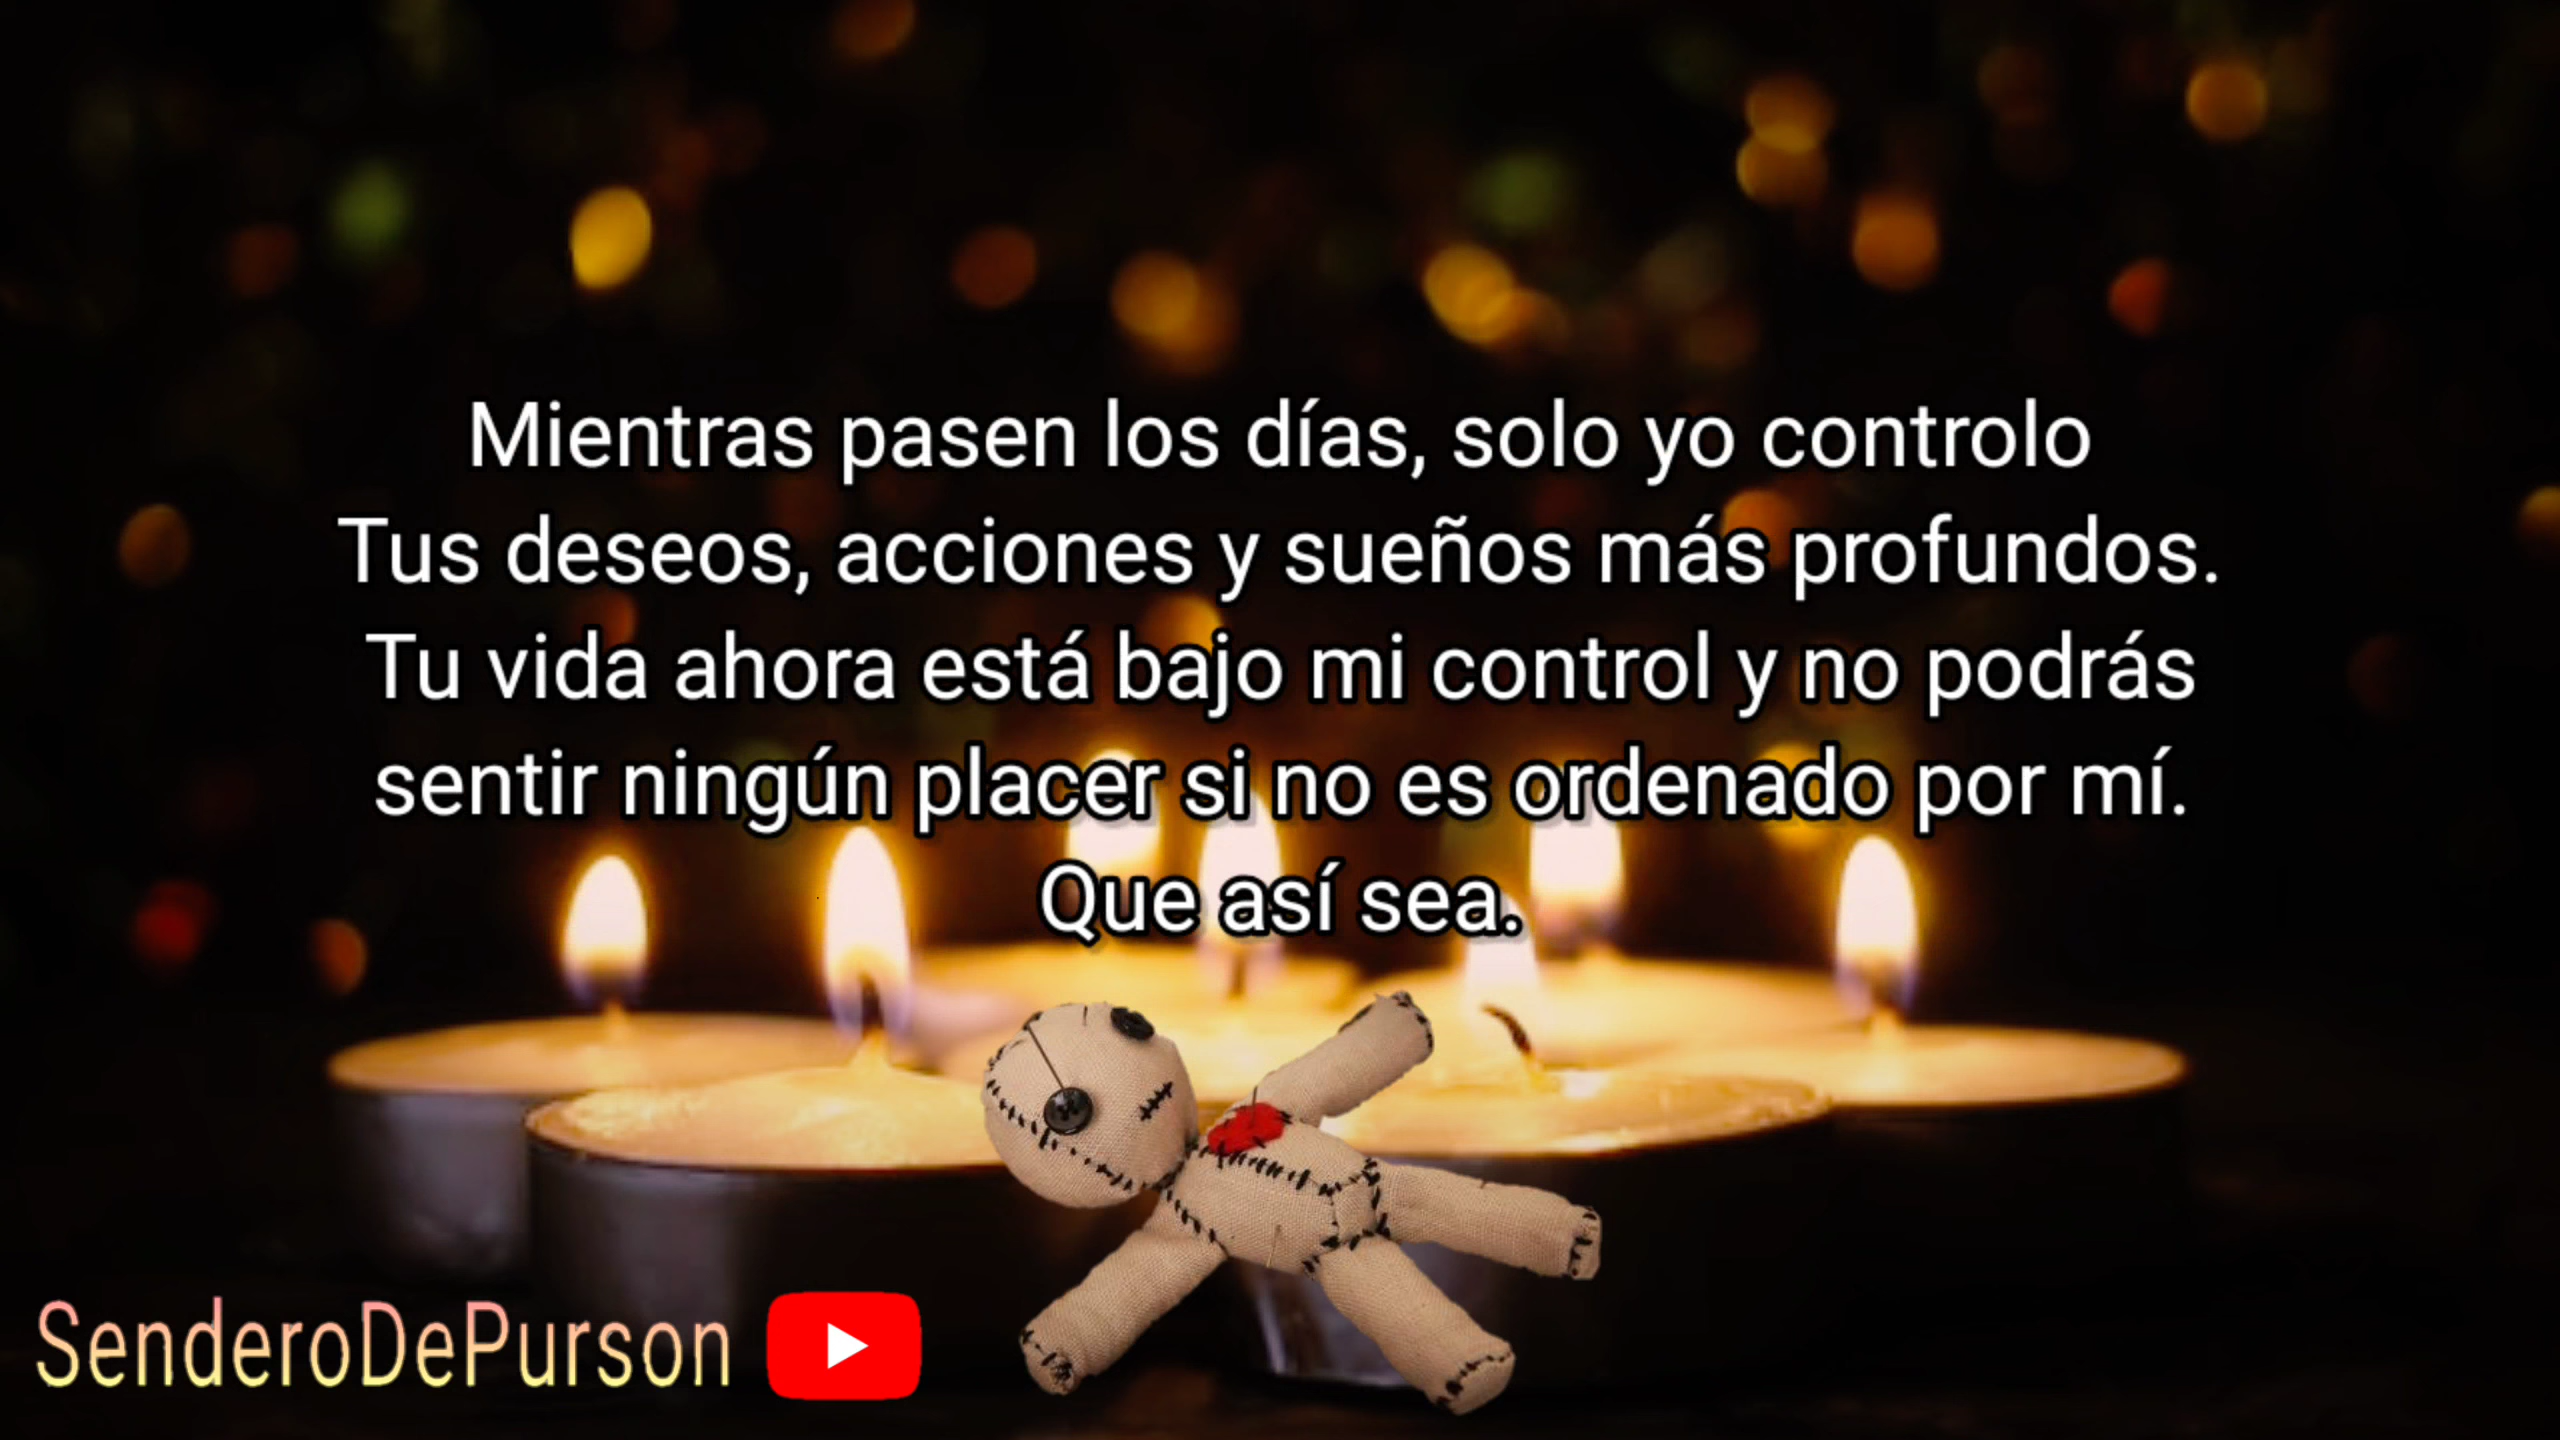 Mientras pasen los días, solo yo controlo
Tus deseos, acciones y sueños más profundos.
Tu vida ahora está bajo mi control y no podrás
sentir ningún placer si no es ordenado por mí.
Que así sea.
SenderoDePurson